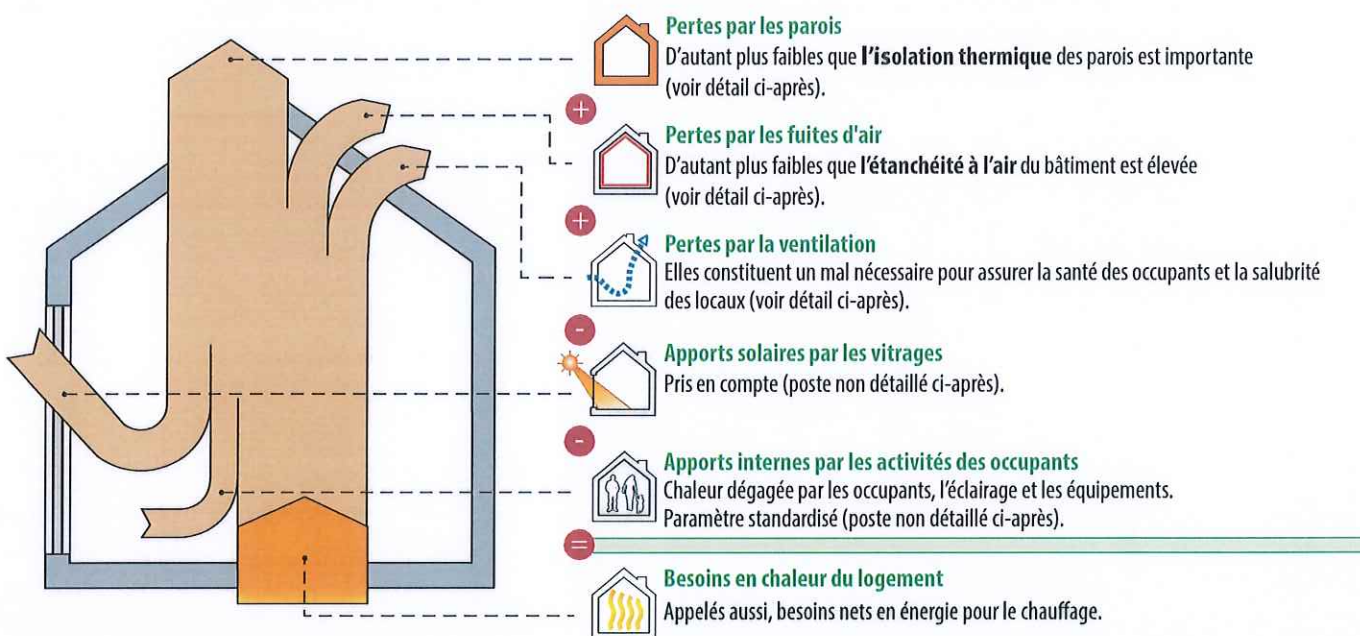 Pertes par les parois
D'autant plus faibles que l'isolation thermique des parois est importante
(voir détail ci-après).
+
Pertes par les fuites d'air
D'autant plus faibles que l'étanchéité à l'air du bâtiment est élevée
(voir détail ci-après).
+
Pertes par la ventilation
Elles constituent un mal nécessaire pour assurer la santé des occupants et la salubrité
des locaux (voir détail ci-après).
-
Apports solaires par les vitrages
Pris en compte (poste non détaillé ci-après).
-
Apports internes par les activités des occupants
Chaleur dégagée par les occupants, l'éclairage et les équipements.
Paramètre standardisé (poste non détaillé ci-après).
=
Besoins en chaleur du logement
Appelés aussi, besoins nets en énergie pour le chauffage.